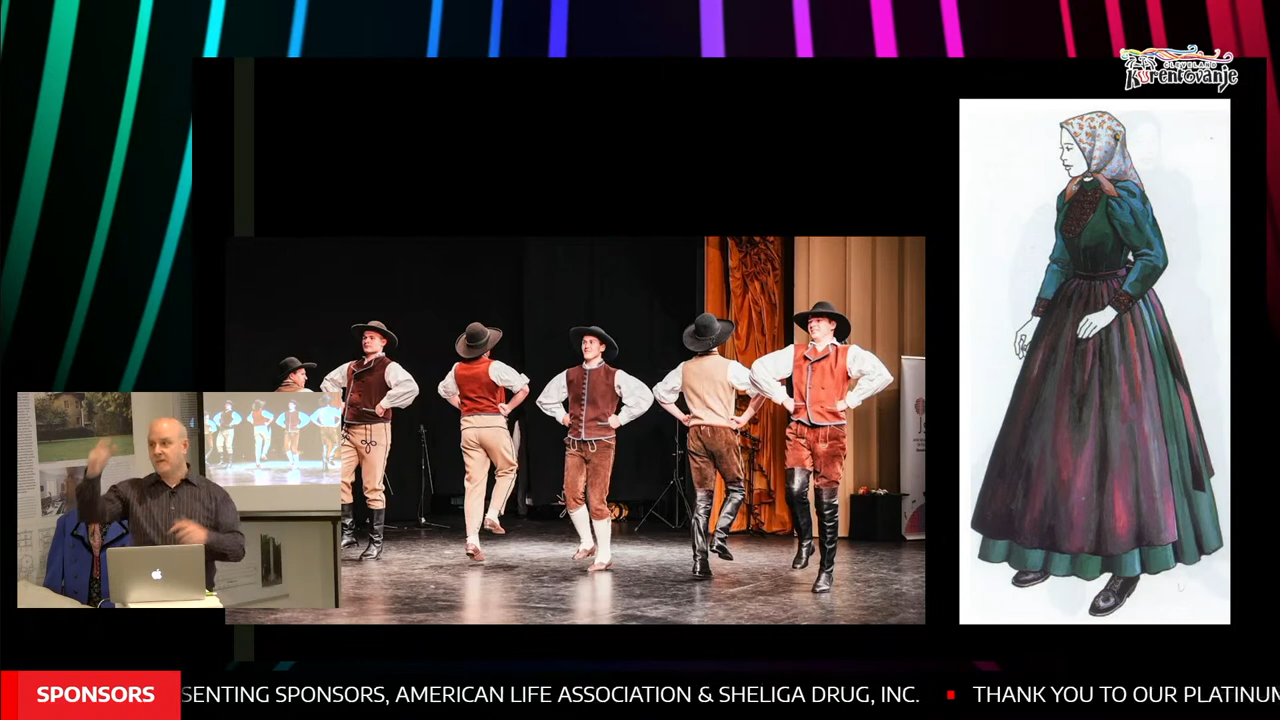 CLEVELAND
Kurentovanje
SPONSORS
SENTING SPONSORS, AMERICAN LIFE ASSOCIATION & SHELIGA DRUG, INC. ▪ THANK YOU TO OUR PLATINUM